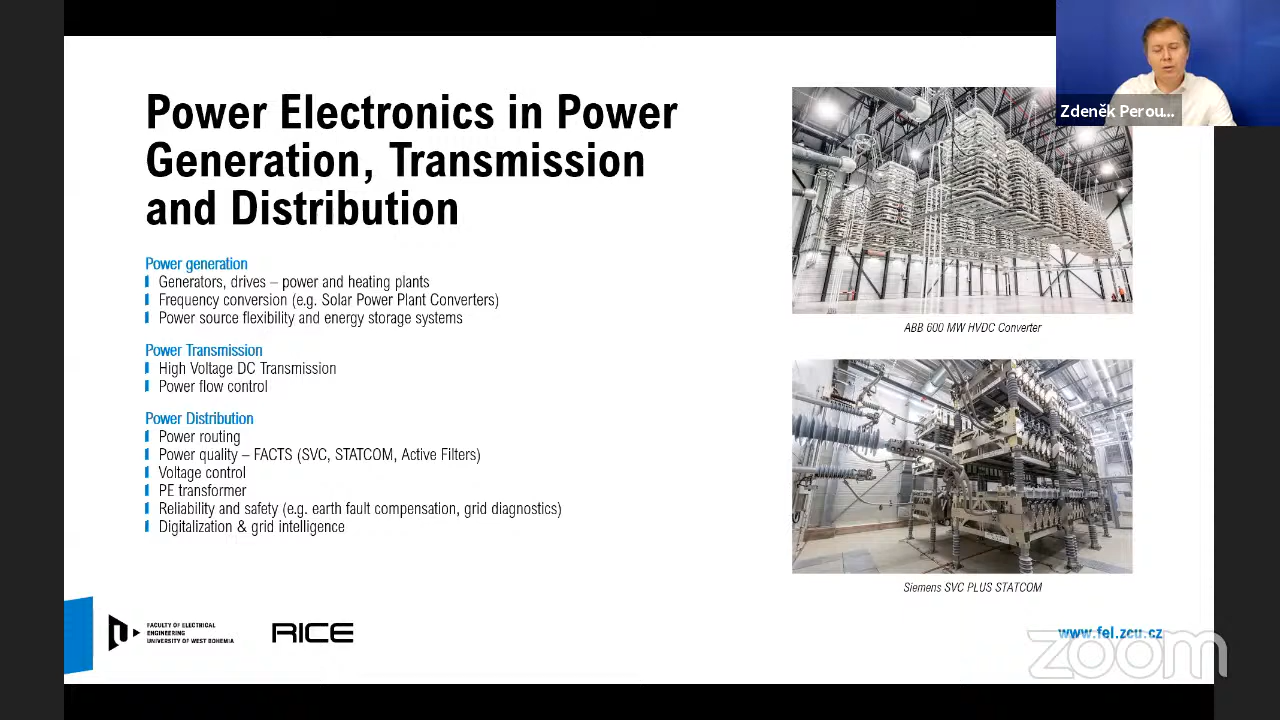 Power Electronics in Power
Generation, Transmission
and Distribution
Power generation
Generators, drives – power and heating plants
Frequency conversion (e.g. Solar Power Plant Converters)
Power source flexibility and energy storage systems
Power Transmission
High Voltage DC Transmission
Power flow control
Power Distribution
Power routing
Power quality – FACTS (SVC, STATCOM, Active Filters)
Voltage control
PE transformer
Reliability and safety (e.g. earth fault compensation, grid diagnostics)
Digitalization & grid intelligence
Zdeněk Perou...
ABB 600 MW HVDC Converter
Siemens SVC PLUS STATCOM
FACULTY OF ELECTRICAL
ENGINEERING
UNIVERSITY OF WEST BOHEMIA
RICE
www.fel.zcu.cz
zoom